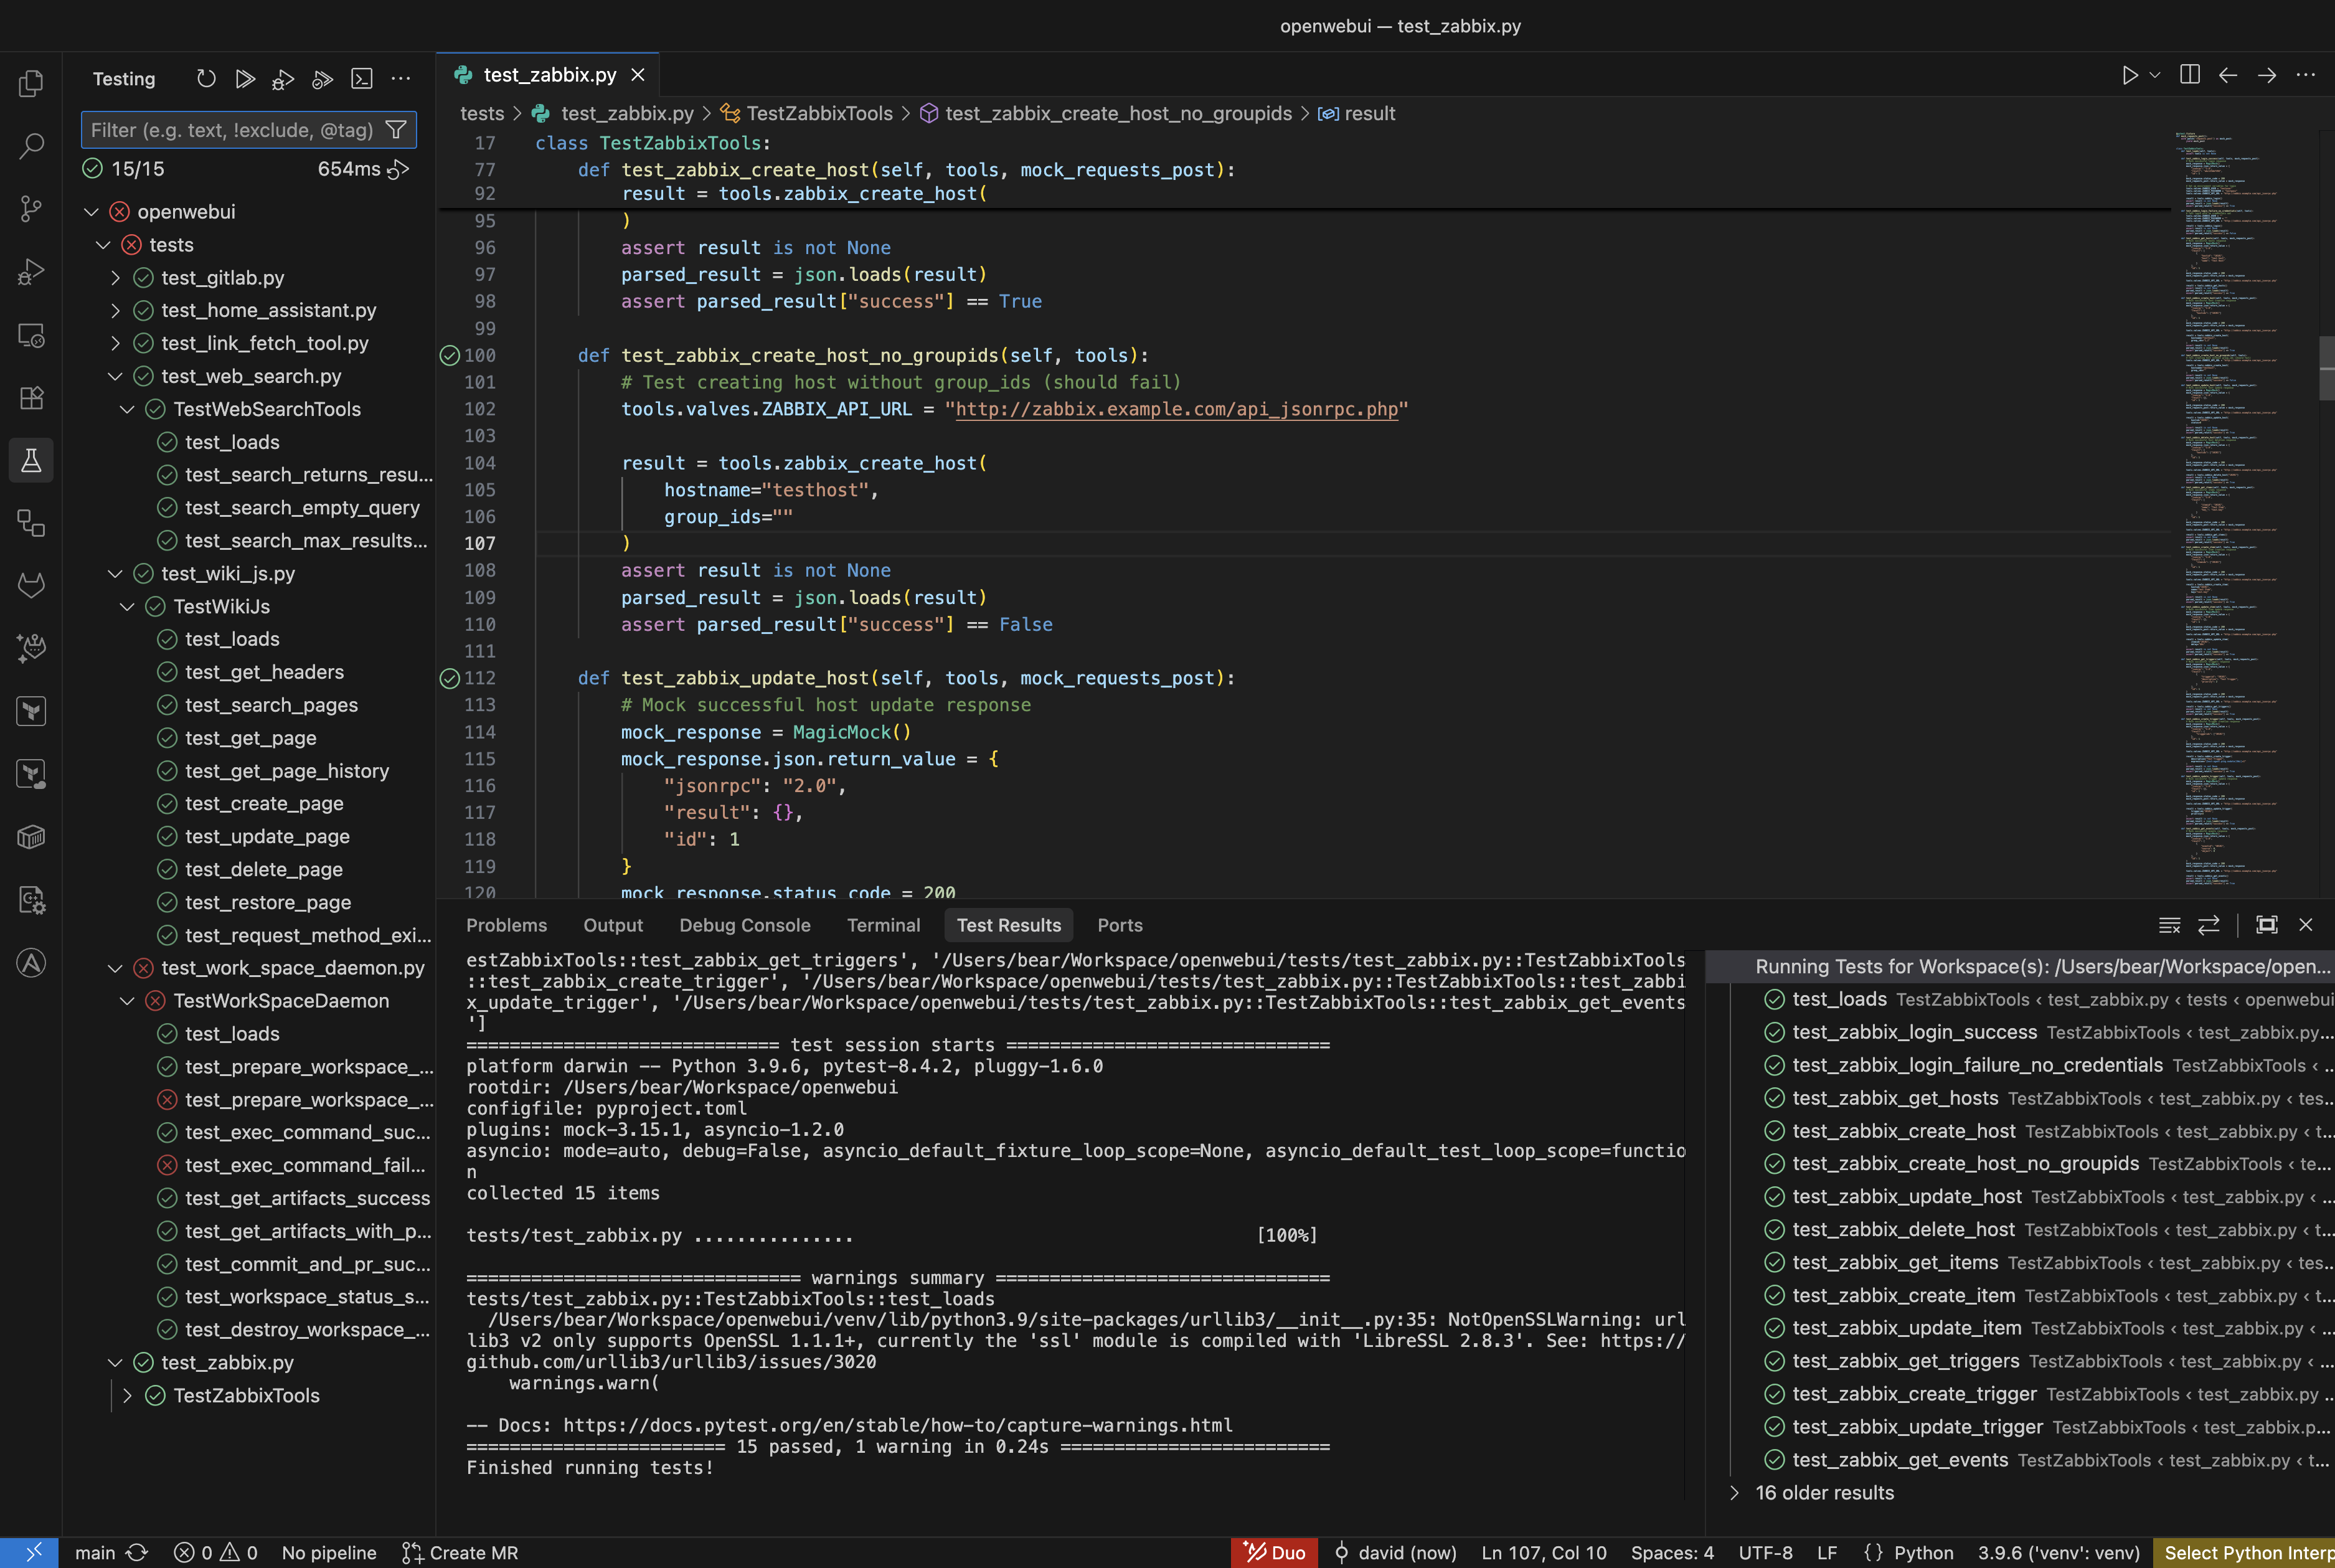 openwebui — test_zabbix.py
Testing
Filter (e.g. text, !exclude, @tag)
15/15
654ms
openwebui
tests
test_gitlab.py
test_home_assistant.py
test_link_fetch_tool.py
test_web_search.py
TestWebSearchTools
test_loads
test_search_returns_resu...
test_search_empty_query
test_search_max_results...
test_wiki_js.py
TestWikiJs
test_loads
test_get_headers
test_search_pages
test_get_page
test_get_page_history
test_create_page
test_update_page
test_delete_page
test_restore_page
test_request_method_exi...
test_work_space_daemon.py
TestWorkSpaceDaemon
test_loads
test_prepare_workspace_...
test_prepare_workspace_...
test_exec_command_suc...
test_exec_command_fail...
test_get_artifacts_success
test_get_artifacts_with_p...
test_commit_and_pr_suc...
test_workspace_status_s...
test_destroy_workspace_...
test_zabbix.py
TestZabbixTools
test_zabbix.py
tests > test_zabbix.py > TestZabbixTools > test_zabbix_create_host_no_groupids > result
17 class TestZabbixTools:
77 def test_zabbix_create_host(self, tools, mock_requests_post):
92 result = tools.zabbix_create_host(
95 )
96 assert result is not None
97 parsed_result = json.loads(result)
98 assert parsed_result["success"] == True
99
100 def test_zabbix_create_host_no_groupids(self, tools):
101 # Test creating host without group_ids (should fail)
102 tools.valves.ZABBIX_API_URL = "http://zabbix.example.com/api_jsonrpc.php"
103
104 result = tools.zabbix_create_host(
105 hostname="testhost",
106 group_ids=""
107 )
108 assert result is not None
109 parsed_result = json.loads(result)
110 assert parsed_result["success"] == False
111
112 def test_zabbix_update_host(self, tools, mock_requests_post):
113 # Mock successful host update response
114 mock_response = MagicMock()
115 mock_response.json.return_value = {
116 "jsonrpc": "2.0",
117 "result": {},
118 "id": 1
119 }
120 mock_response.status_code = 200
Problems Output Debug Console Terminal Test Results Ports
estZabbixTools::test_zabbix_get_triggers', '/Users/bear/Workspace/openwebui/tests/test_zabbix.py::TestZabbixTools
::test_zabbix_create_trigger', '/Users/bear/Workspace/openwebui/tests/test_zabbix.py::TestZabbixTools::test_zabbi
x_update_trigger', '/Users/bear/Workspace/openwebui/tests/test_zabbix.py::TestZabbixTools::test_zabbix_get_events
']
============================= test session starts ==============================
platform darwin -- Python 3.9.6, pytest-8.4.2, pluggy-1.6.0
rootdir: /Users/bear/Workspace/openwebui
configfile: pyproject.toml
plugins: mock-3.15.1, asyncio-1.2.0
asyncio: mode=auto, debug=False, asyncio_default_fixture_loop_scope=None, asyncio_default_test_loop_scope=functio
n
collected 15 items
tests/test_zabbix.py ............... [100%]
=============================== warnings summary ===============================
tests/test_zabbix.py::TestZabbixTools::test_loads
/Users/bear/Workspace/openwebui/venv/lib/python3.9/site-packages/urllib3/__init__.py:35: NotOpenSSLWarning: url
lib3 v2 only supports OpenSSL 1.1.1+, currently the 'ssl' module is compiled with 'LibreSSL 2.8.3'. See: https://
github.com/urllib3/urllib3/issues/3020
warnings.warn(
-- Docs: https://docs.pytest.org/en/stable/how-to/capture-warnings.html
======================== 15 passed, 1 warning in 0.24s =========================
Finished running tests!
Running Tests for Workspace(s): /Users/bear/Workspace/open...
test_loads TestZabbixTools ‹ test_zabbix.py ‹ tests ‹ openwebui
test_zabbix_login_success TestZabbixTools ‹ test_zabbix.py...
test_zabbix_login_failure_no_credentials TestZabbixTools ‹ ...
test_zabbix_get_hosts TestZabbixTools ‹ test_zabbix.py ‹ tes...
test_zabbix_create_host TestZabbixTools ‹ test_zabbix.py ‹ t...
test_zabbix_create_host_no_groupids TestZabbixTools ‹ te...
test_zabbix_update_host TestZabbixTools ‹ test_zabbix.py ‹ ...
test_zabbix_delete_host TestZabbixTools ‹ test_zabbix.py ‹ t...
test_zabbix_get_items TestZabbixTools ‹ test_zabbix.py ‹ tes...
test_zabbix_create_item TestZabbixTools ‹ test_zabbix.py ‹ t...
test_zabbix_update_item TestZabbixTools ‹ test_zabbix.py ‹ ...
test_zabbix_get_triggers TestZabbixTools ‹ test_zabbix.py ‹ ...
test_zabbix_create_trigger TestZabbixTools ‹ test_zabbix.py ...
test_zabbix_update_trigger TestZabbixTools ‹ test_zabbix.p...
test_zabbix_get_events TestZabbixTools ‹ test_zabbix.py ‹ t...
16 older results
main 0 0 No pipeline Create MR Duo david (now) Ln 107, Col 10 Spaces: 4 UTF-8 LF {} Python 3.9.6 ('venv': venv) Select Python Interp